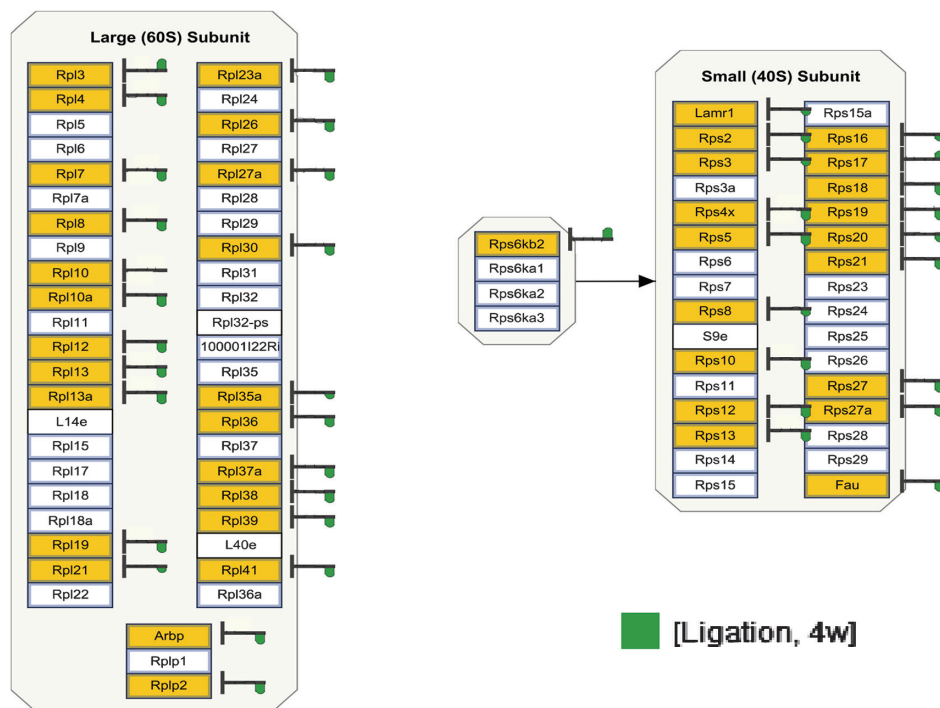 Large (60S) Subunit
Rpl3
Rpl4
Rpl5
Rpl6
Rpl7
Rpl7a
Rpl8
Rpl9
Rpl10
Rpl10a
Rpl11
Rpl12
Rpl13
Rpl13a
L14e
Rpl15
Rpl17
Rpl18
Rpl18a
Rpl19
Rpl21
Rpl22
Rpl23a
Rpl24
Rpl26
Rpl27
Rpl27a
Rpl28
Rpl29
Rpl30
Rpl31
Rpl32
Rpl32-ps
100001I22Ri
Rpl35
Rpl35a
Rpl36
Rpl37
Rpl37a
Rpl38
Rpl39
L40e
Rpl41
Rpl36a
Arbp
Rplp1
Rplp2
Rps6kb2
Rps6ka1
Rps6ka2
Rps6ka3
Small (40S) Subunit
Lamr1
Rps2
Rps3
Rps3a
Rps4x
Rps5
Rps6
Rps7
Rps8
S9e
Rps10
Rps11
Rps12
Rps13
Rps14
Rps15
Rps15a
Rps16
Rps17
Rps18
Rps19
Rps20
Rps21
Rps23
Rps24
Rps25
Rps26
Rps27
Rps27a
Rps28
Rps29
Fau
[Ligation, 4w]